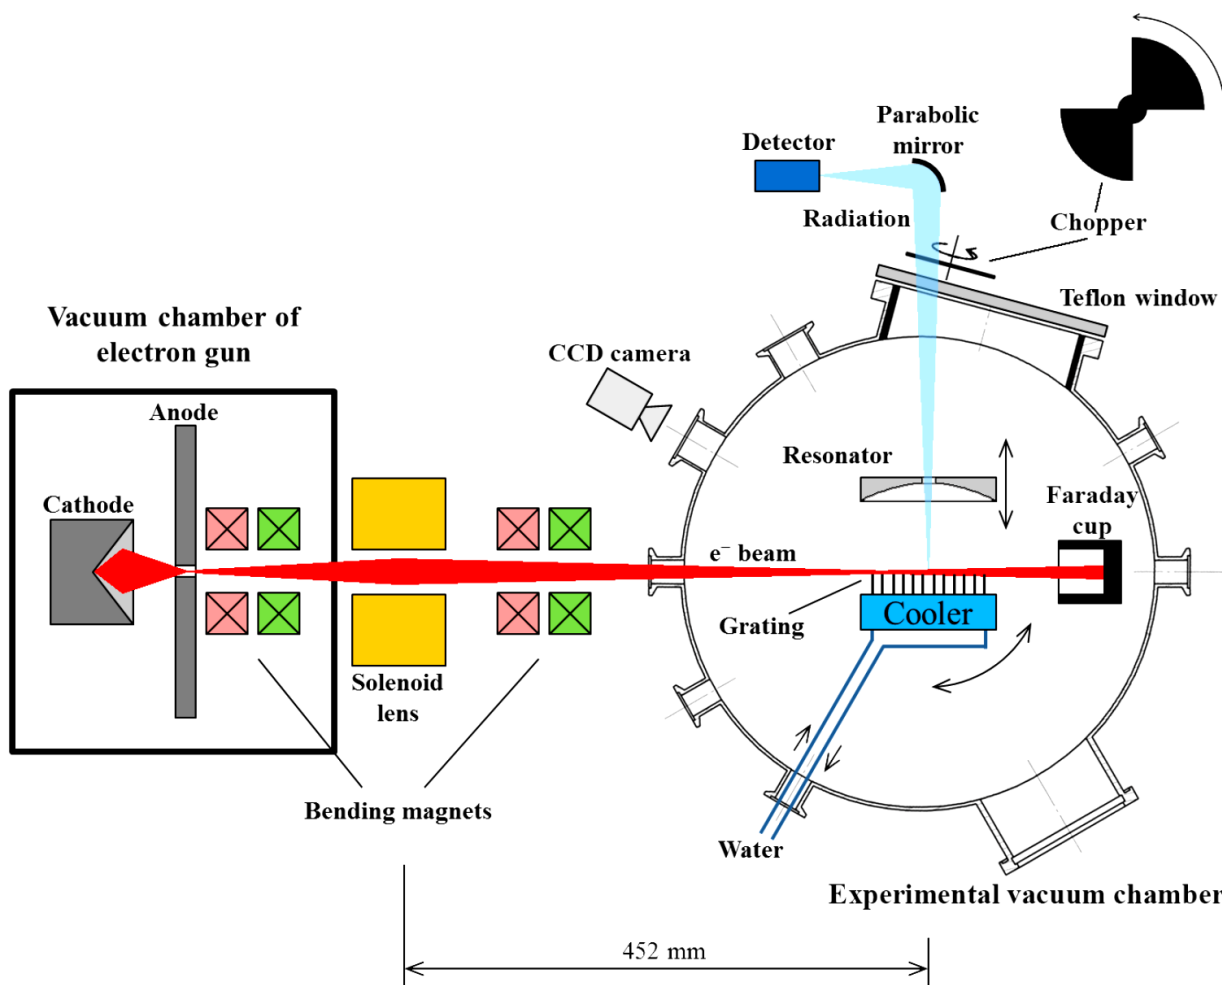 Parabolic
mirror
Detector
Radiation
Chopper
Teflon window
Vacuum chamber of
electron gun
CCD camera
Anode
Resonator
Cathode
Faraday
cup
e⁻ beam
Grating
Cooler
Solenoid
lens
Bending magnets
Water
Experimental vacuum chamber
452 mm